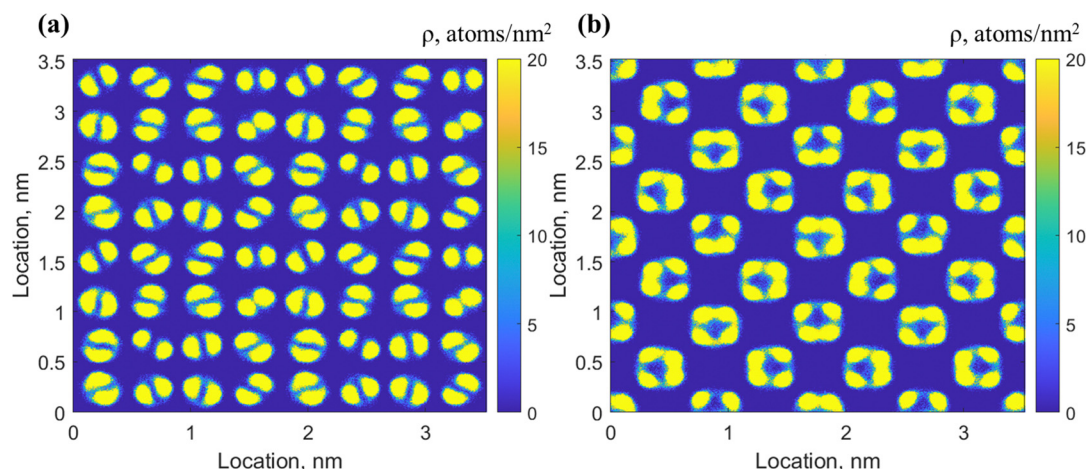 (a)
ρ, atoms/nm²
3.5
3
2.5
2
1.5
1
0.5
0
Location, nm
0 1 2 3
Location, nm
20
15
10
5
0
(b)
ρ, atoms/nm²
3.5
3
2.5
2
1.5
1
0.5
0
Location, nm
0 1 2 3
Location, nm
20
15
10
5
0